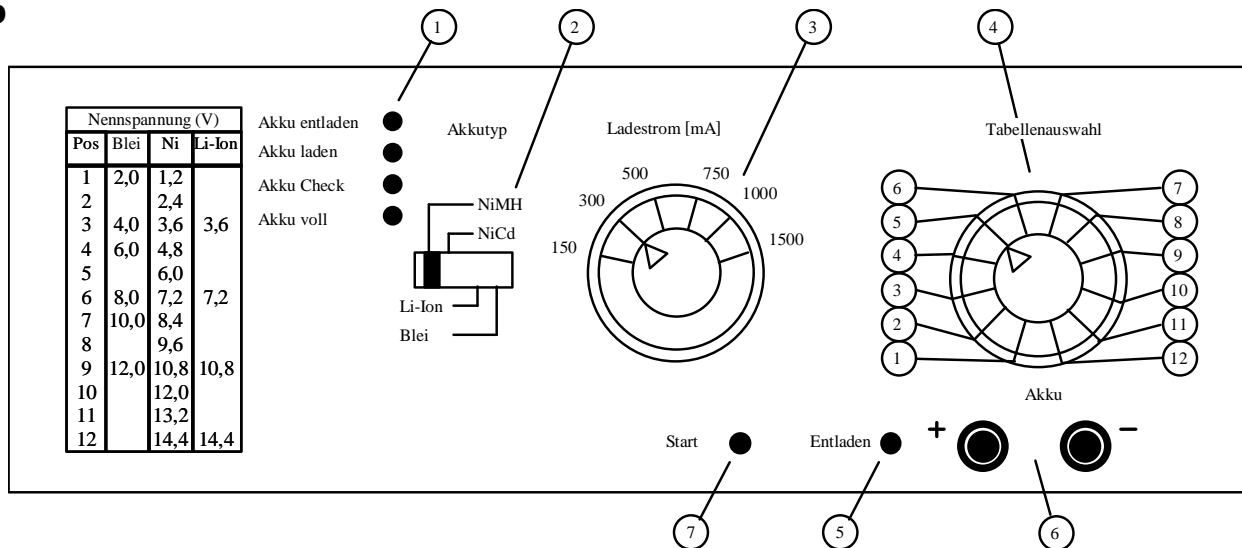 1 2 3 4
Nennspannung (V)
Pos Blei Ni Li-Ion
1 2,0 1,2
2 2,4
3 4,0 3,6 3,6
4 6,0 4,8
5 6,0
6 8,0 7,2 7,2
7 10,0 8,4
8 9,6
9 12,0 10,8 10,8
10 12,0
11 13,2
12 14,4 14,4
Akku entladen
Akku laden
Akku Check
Akku voll
Akkutyp
NiMH
NiCd
Li-Ion
Blei
Ladestrom [mA]
500 750
300 1000
150 1500
Tabellenauswahl
6 7
5 8
4 9
3 10
2 11
1 12
Akku
Start Entladen + −
7 5 6